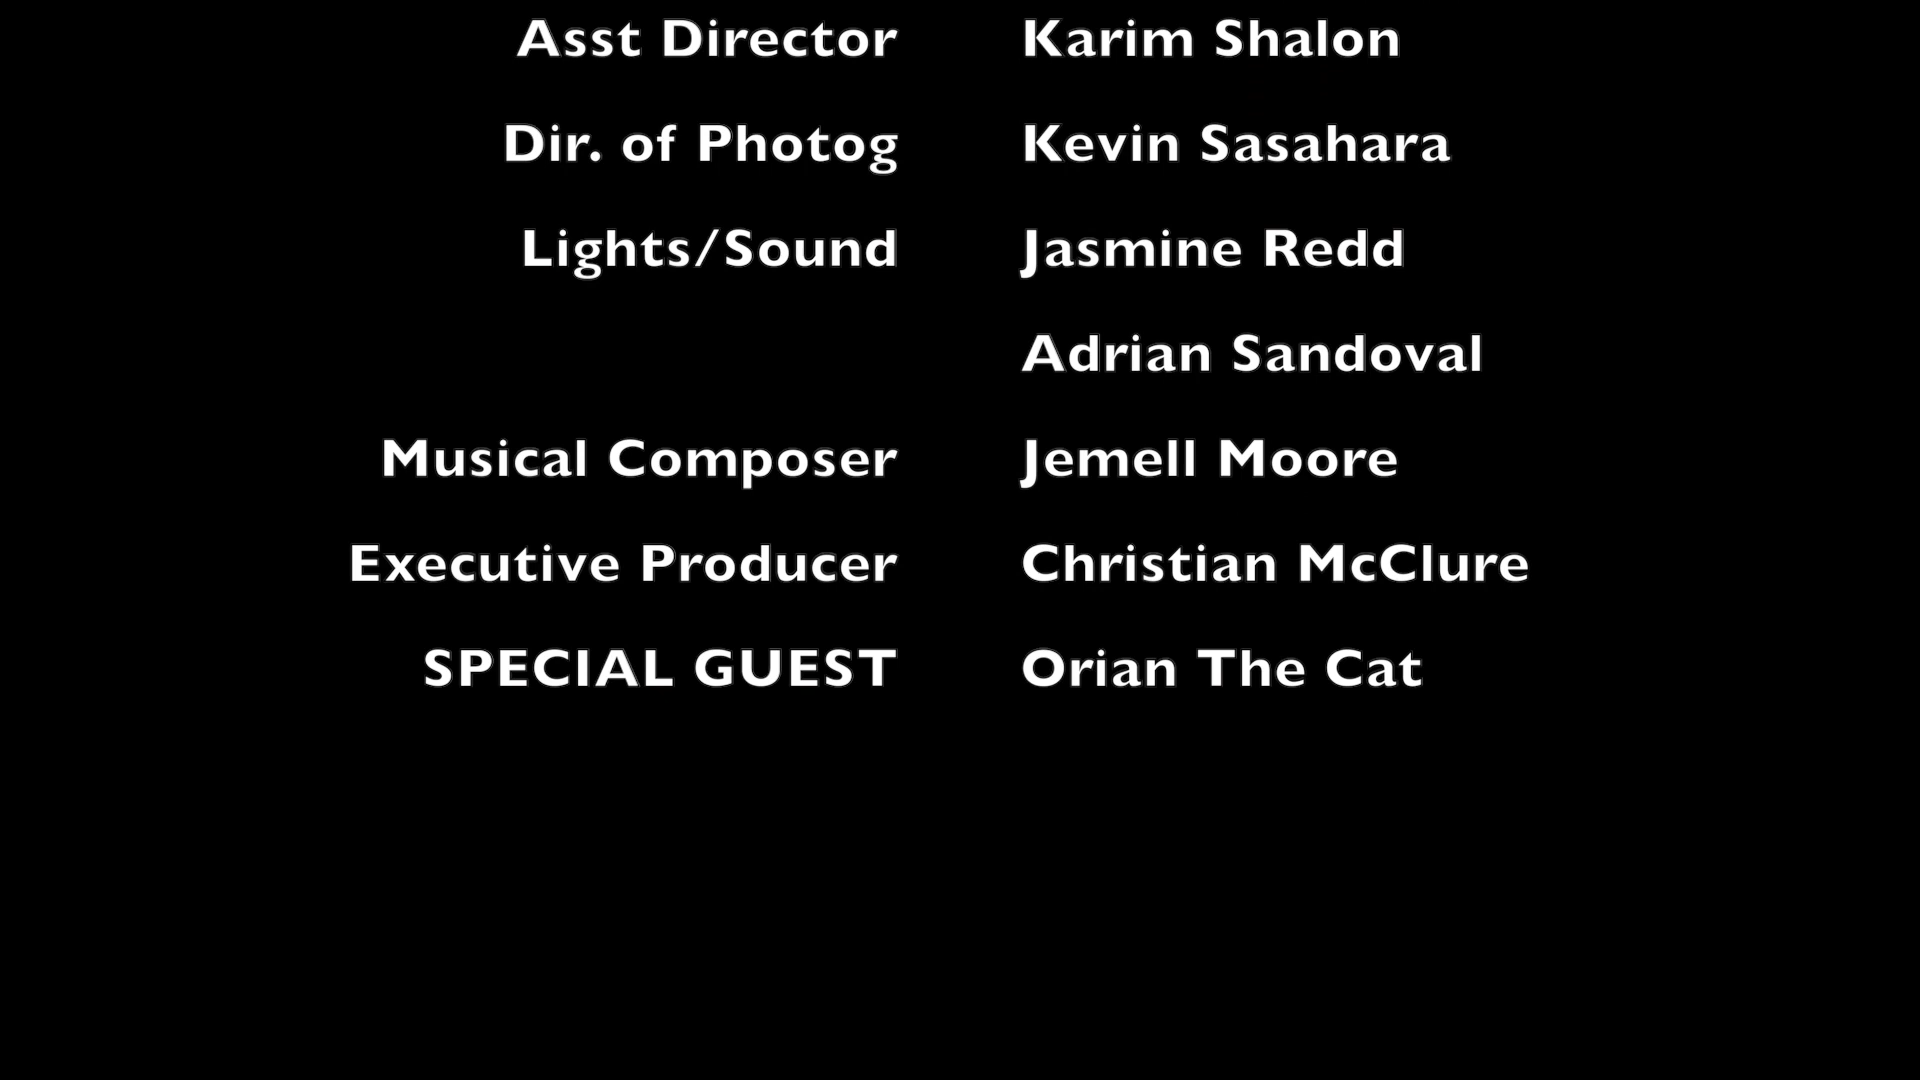 Asst Director Karim Shalon
Dir. of Photog Kevin Sasahara
Lights/Sound Jasmine Redd
Adrian Sandoval
Musical Composer Jemell Moore
Executive Producer Christian McClure
SPECIAL GUEST Orian The Cat